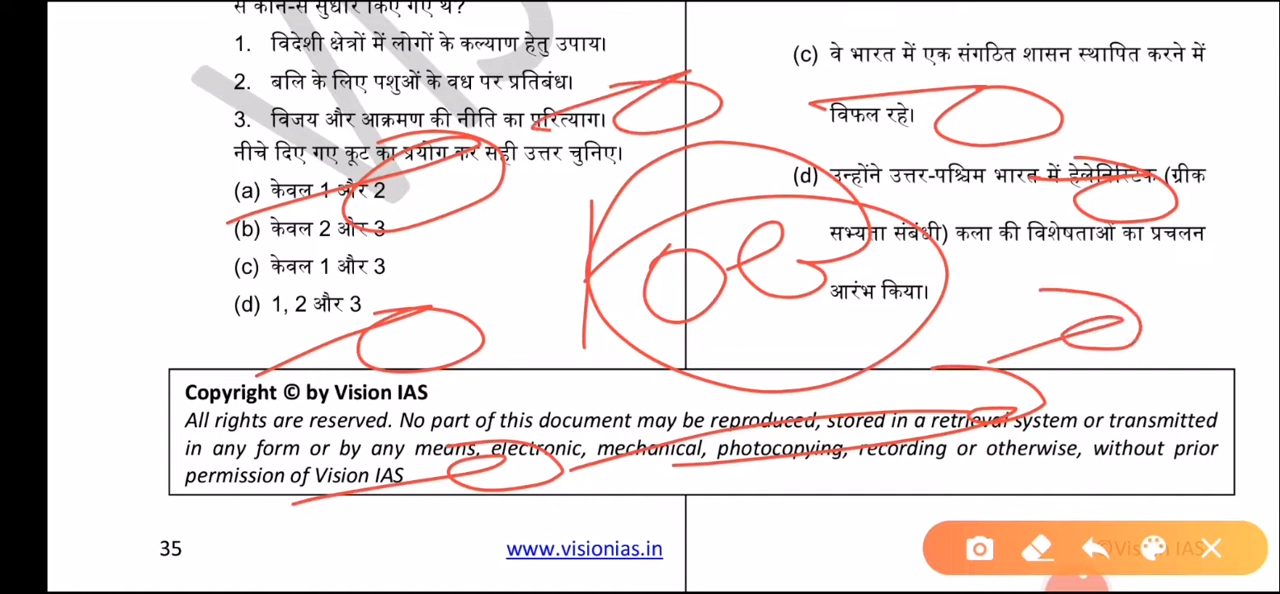 से कौन-से सुधार किए गए थे?
1. विदेशी क्षेत्रों में लोगों के कल्याण हेतु उपाय।
2. बलि के लिए पशुओं के वध पर प्रतिबंध।
3. विजय और आक्रमण की नीति का परित्याग।
नीचे दिए गए कूट का प्रयोग कर सही उत्तर चुनिए।
(a) केवल 1 और 2
(b) केवल 2 और 3
(c) केवल 1 और 3
(d) 1, 2 और 3
(c) वे भारत में एक संगठित शासन स्थापित करने में
विफल रहे।
(d) उन्होंने उत्तर-पश्चिम भारत में हेलेनिस्टिक (ग्रीक
सभ्यता संबंधी) कला की विशेषताओं का प्रचलन
आरंभ किया।
Copyright © by Vision IAS
All rights are reserved. No part of this document may be reproduced, stored in a retrieval system or transmitted
in any form or by any means, electronic, mechanical, photocopying, recording or otherwise, without prior
permission of Vision IAS
35
www.visionias.in
©Vision IAS